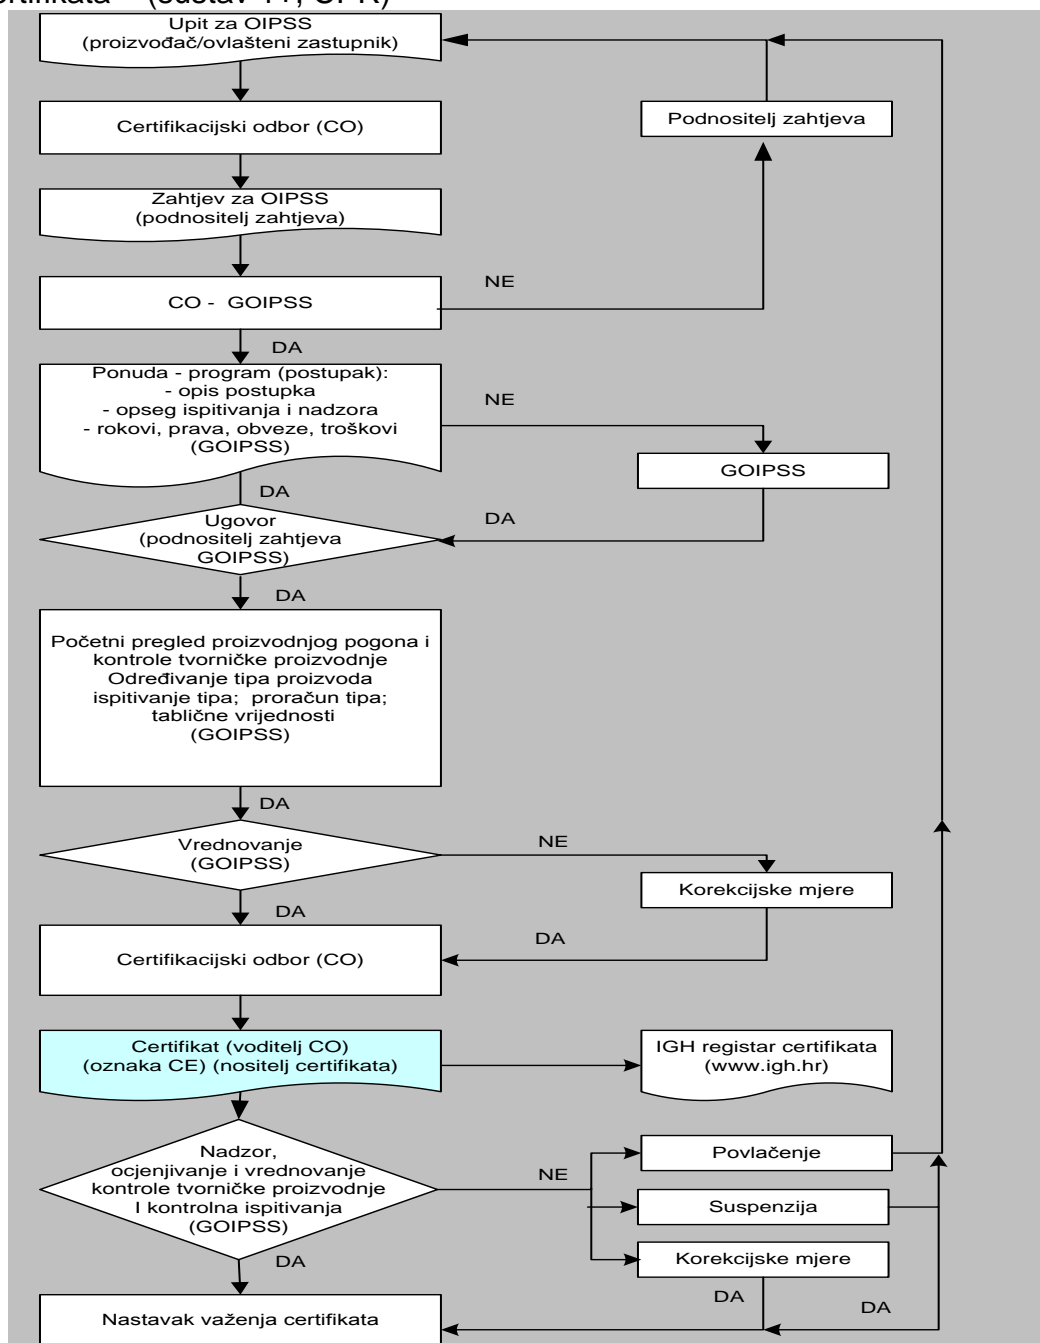 (sustav 1+, CPR)
Upit za OIPSS
(proizvođač/ovlašteni zastupnik)
Certifikacijski odbor (CO)
Podnositelj zahtjeva
Zahtjev za OIPSS
(podnositelj zahtjeva)
NE
CO - GOIPSS
DA
Ponuda - program (postupak):
- opis postupka
- opseg ispitivanja i nadzora
- rokovi, prava, obveze, troškovi
(GOIPSS)
NE
GOIPSS
DA
Ugovor
(podnositelj zahtjeva
GOIPSS)
DA
DA
Početni pregled proizvodnjog pogona i
kontrole tvorničke proizvodnje
Određivanje tipa proizvoda
ispitivanje tipa; proračun tipa;
tablične vrijednosti
(GOIPSS)
DA
Vrednovanje
(GOIPSS)
NE
Korekcijske mjere
DA
DA
Certifikacijski odbor (CO)
Certifikat (voditelj CO)
(oznaka CE) (nositelj certifikata)
IGH registar certifikata
(www.igh.hr)
Nadzor,
ocjenjivanje i vrednovanje
kontrole tvorničke proizvodnje
I kontrolna ispitivanja
(GOIPSS)
NE
Povlačenje
Suspenzija
Korekcijske mjere
DA
DA
DA
Nastavak važenja certifikata